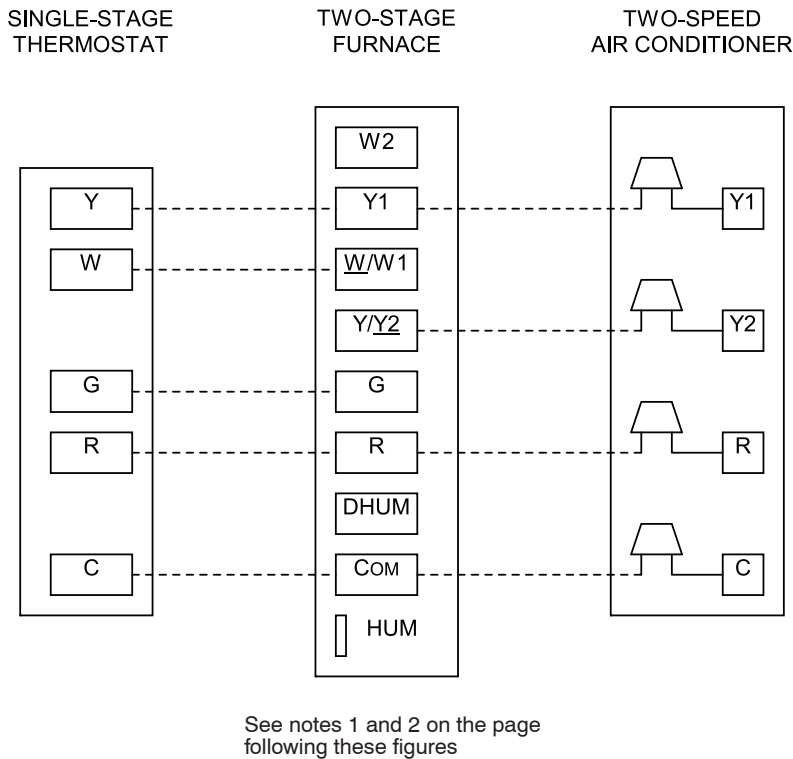 SINGLE-STAGE
THERMOSTAT
TWO-STAGE
FURNACE
TWO-SPEED
AIR CONDITIONER
Y
W
G
R
C
W2
Y1
W/W1
Y/Y2
G
R
DHUM
COM
HUM
Y1
Y2
R
C
See notes 1 and 2 on the page
following these figures